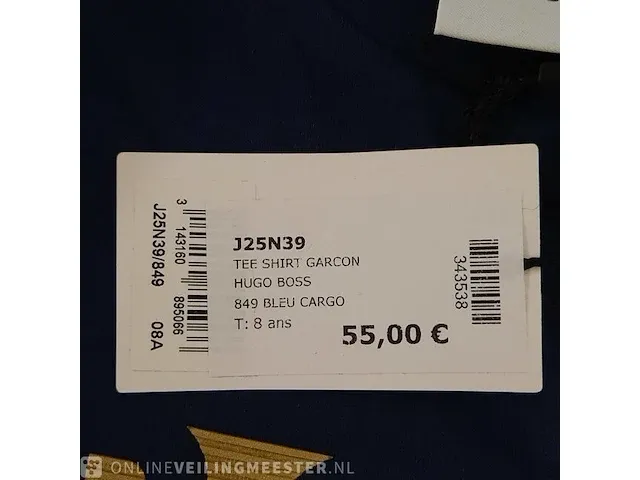 J25N39/849 08A
3 143160 895066
J25N39
TEE SHIRT GARCON
HUGO BOSS
849 BLEU CARGO
T: 8 ans
55,00 €
343538
ONLINEVEILINGMEESTER.NL